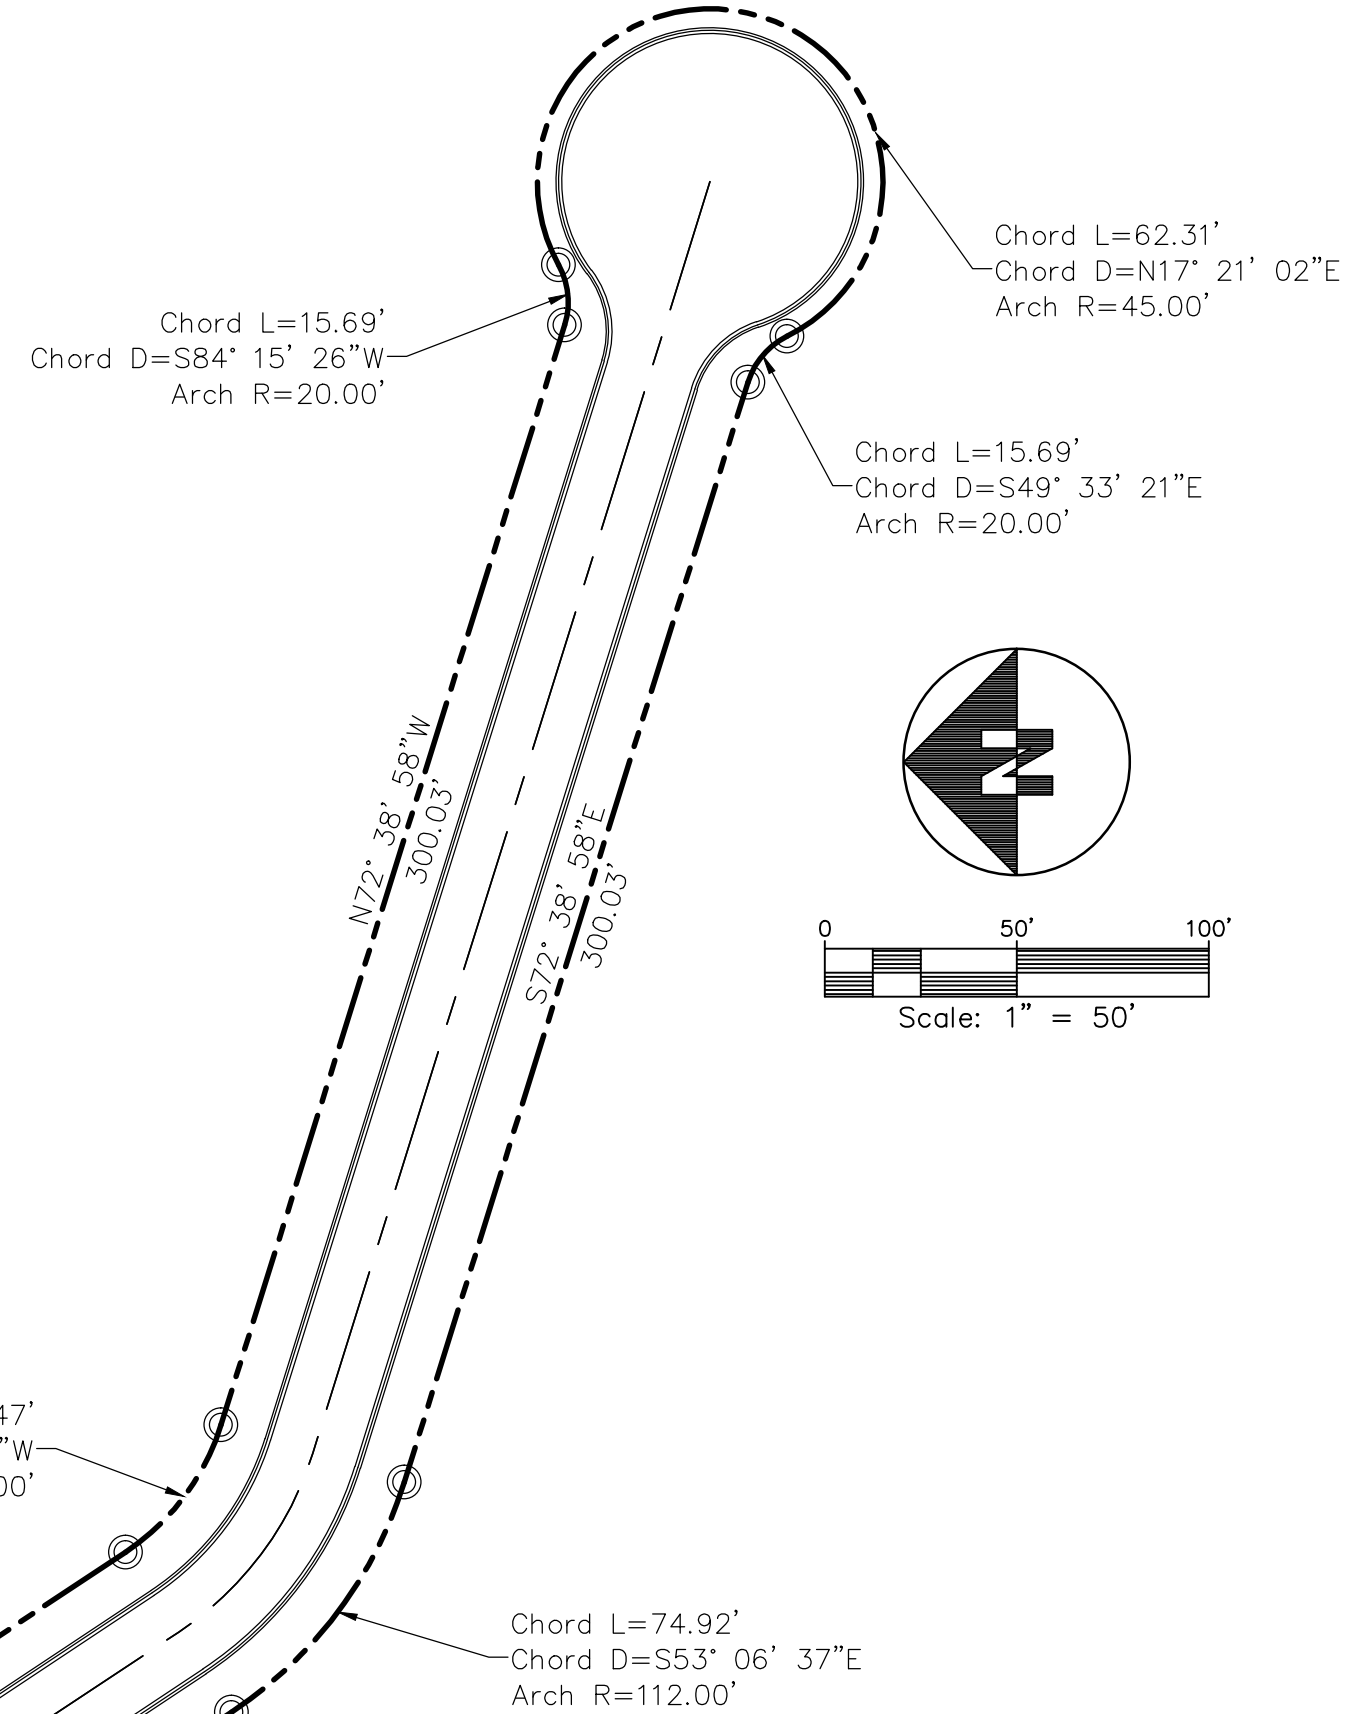 Chord L=62.31'
Chord D=N17° 21' 02"E
Arch R=45.00'
Chord L=15.69'
Chord D=S84° 15' 26"W
Arch R=20.00'
Chord L=15.69'
Chord D=S49° 33' 21"E
Arch R=20.00'
N72° 38' 58"W
300.03'
S72° 38' 58"E
300.03'
N
0 50' 100'
Scale: 1" = 50'
47'
"W
00'
Chord L=74.92'
Chord D=S53° 06' 37"E
Arch R=112.00'